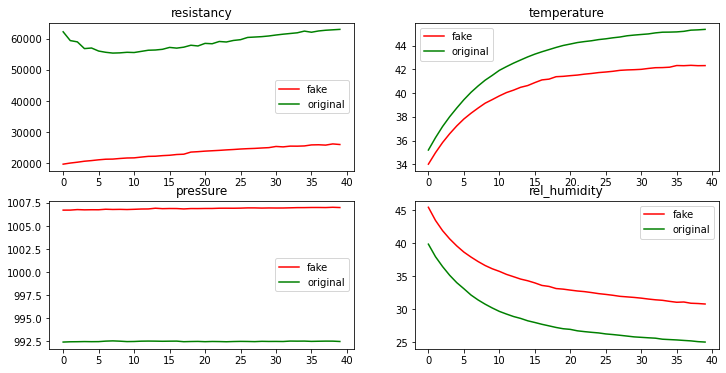 resistancy
60000
50000
40000
30000
20000
fake
original
0 5 10 15 20 25 30 35 40
temperature
44
42
40
38
36
34
fake
original
0 5 10 15 20 25 30 35 40
pressure
1007.5
1005.0
1002.5
1000.0
997.5
995.0
992.5
fake
original
0 5 10 15 20 25 30 35 40
rel_humidity
45
40
35
30
25
fake
original
0 5 10 15 20 25 30 35 40